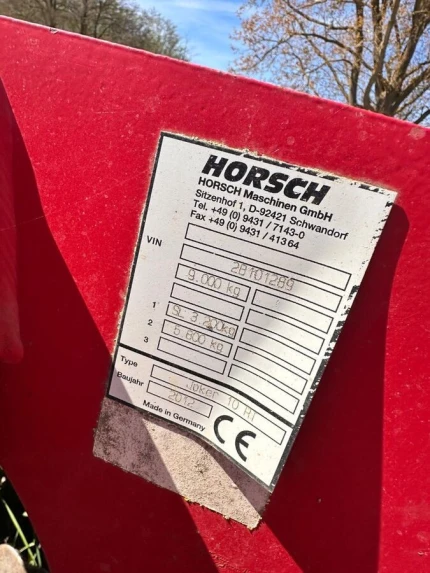 HORSCH
HORSCH Maschinen GmbH
Sitzenhof 1, D-92421 Schwandorf
Tel. +49 (0) 9431 / 7143-0
Fax +49 (0) 9431 / 41364
VIN
28101289
9.000 kg
1 SL 3.200kg
2 5.800 kg
3
Type Joker 10 RT
Baujahr 2012
Made in Germany CE